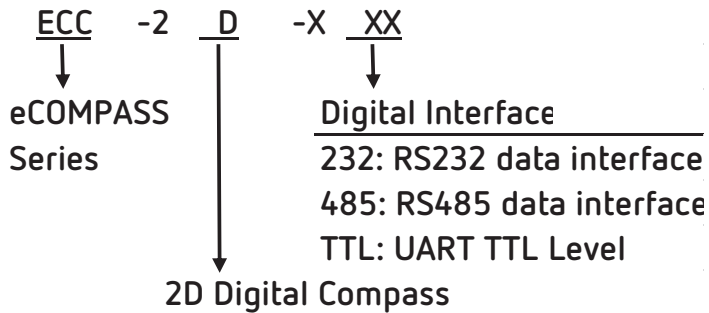 ECC -2 D -X XX
eCOMPASS
Series
Digital Interface
232: RS232 data interface
485: RS485 data interface
TTL: UART TTL Level
2D Digital Compass